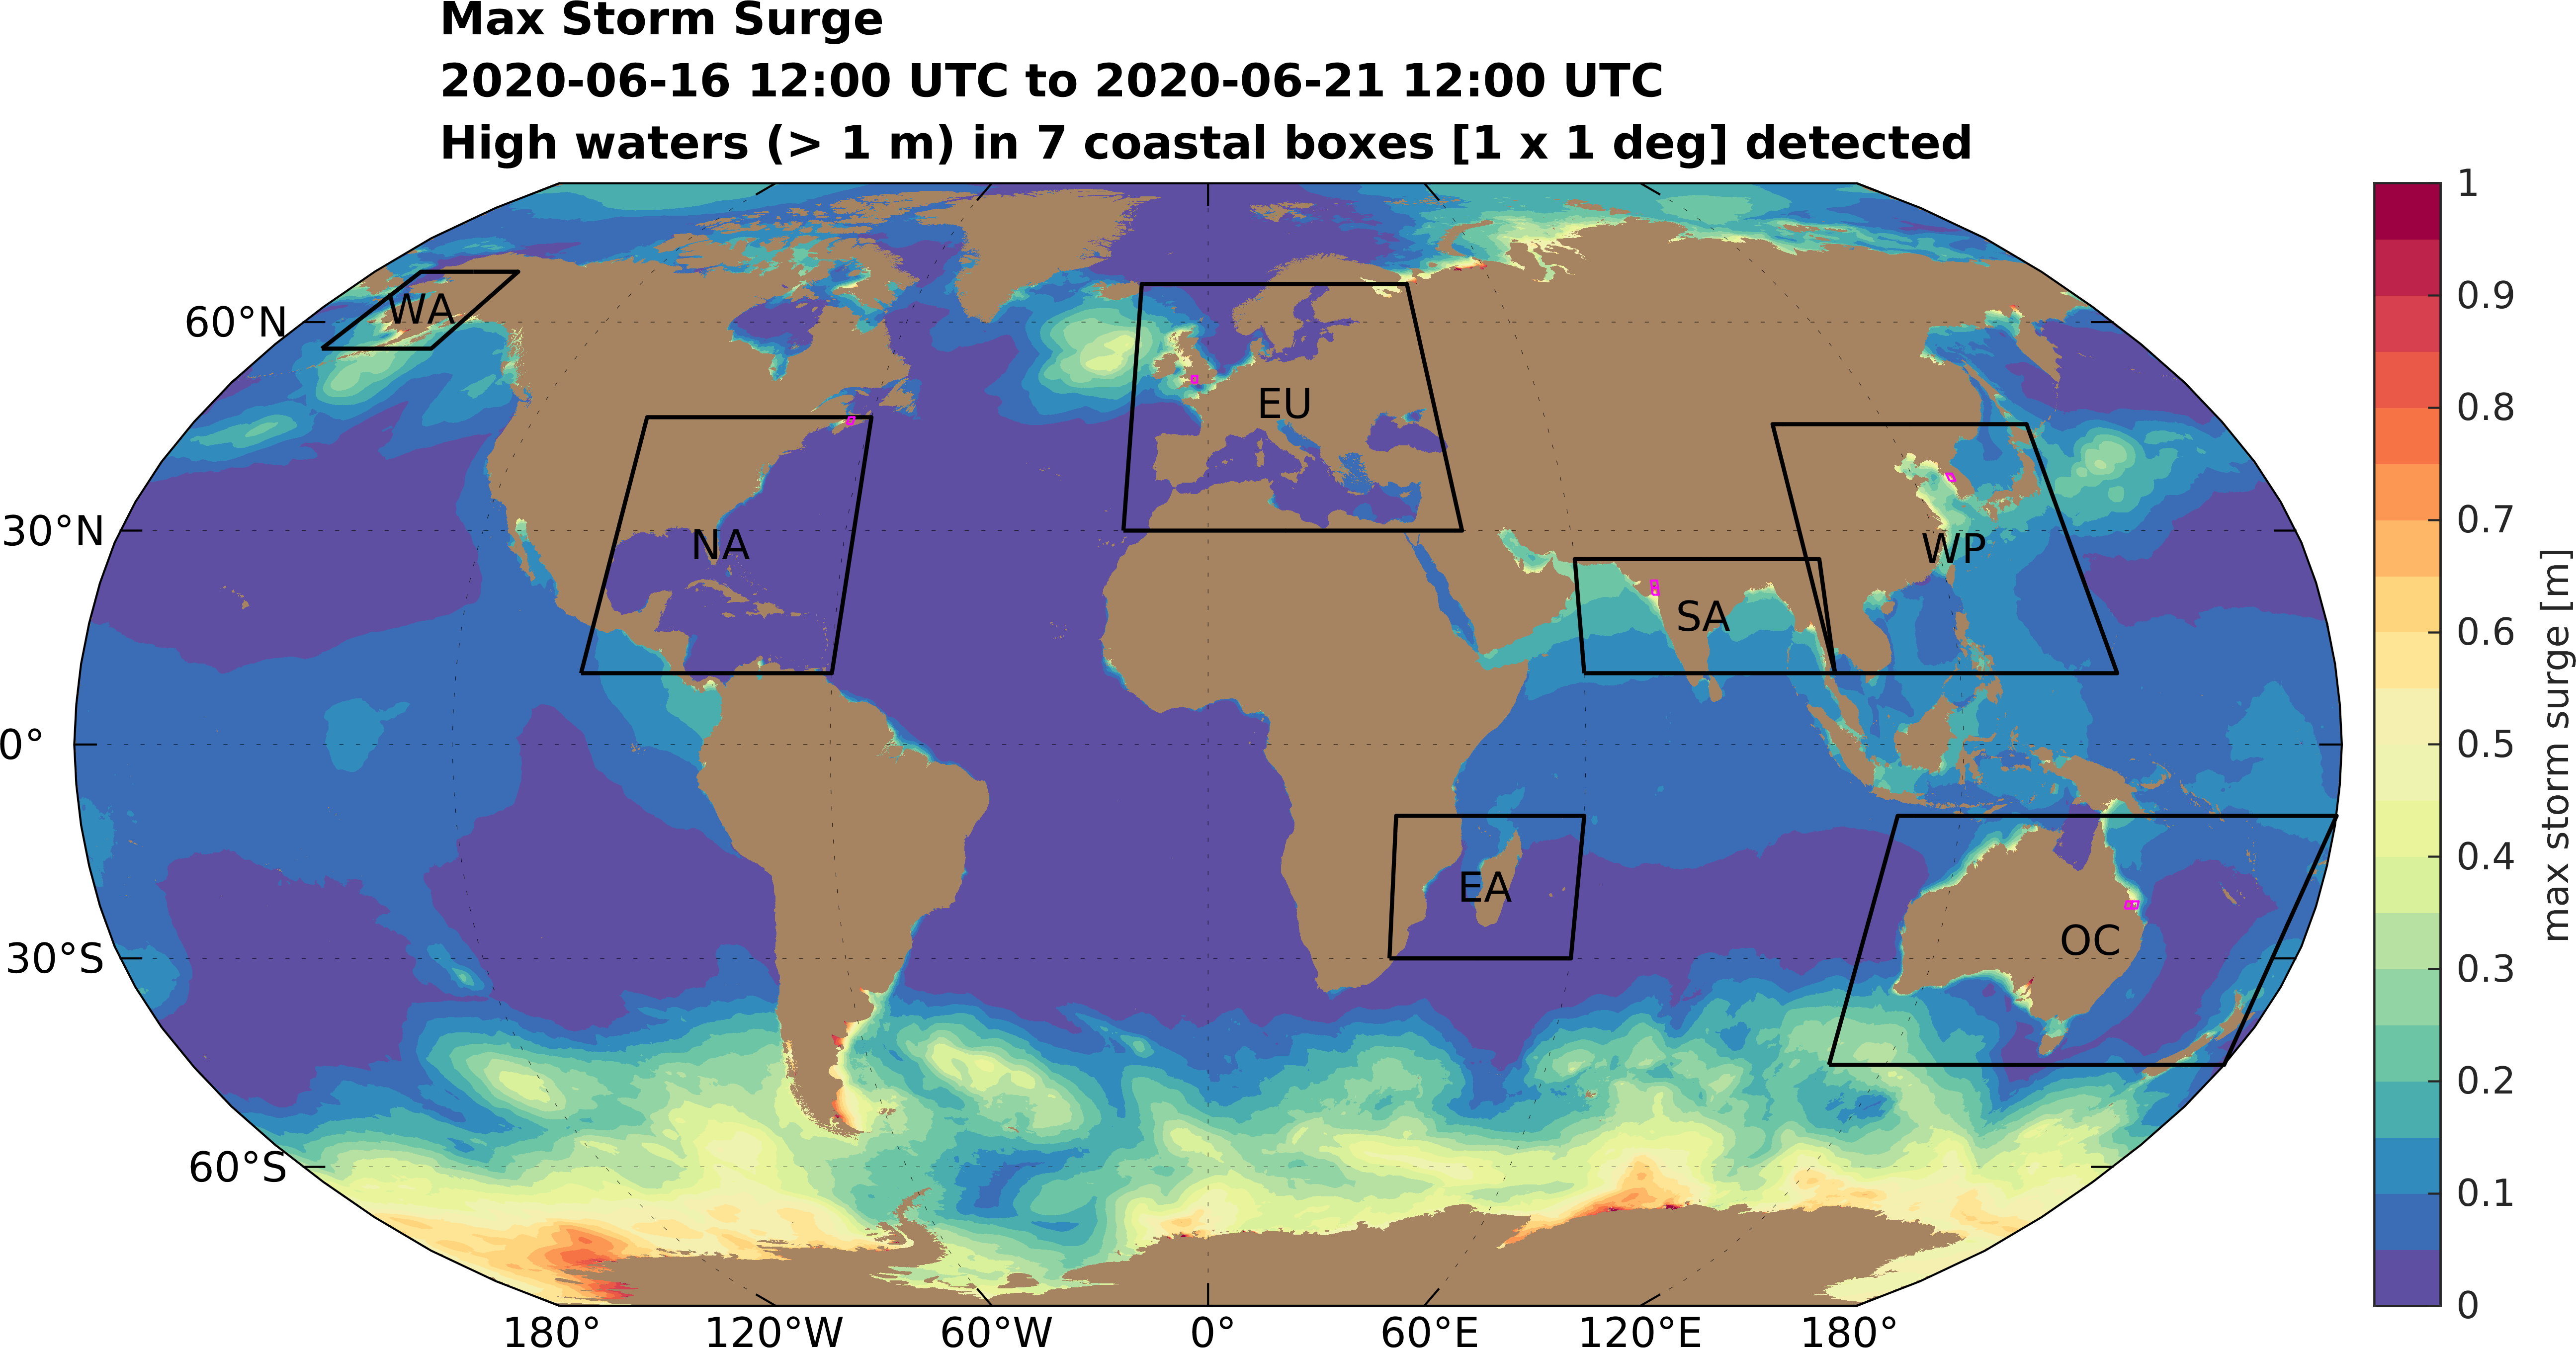 Max Storm Surge
2020-06-16 12:00 UTC to 2020-06-21 12:00 UTC
High waters (> 1 m) in 7 coastal boxes [1 x 1 deg] detected
60°N
30°N
0°
30°S
60°S
WA
NA
EU
SA
WP
EA
OC
180°
120°W
60°W
0°
60°E
120°E
180°
1
0.9
0.8
0.7
0.6
0.5
0.4
0.3
0.2
0.1
0
max storm surge [m]